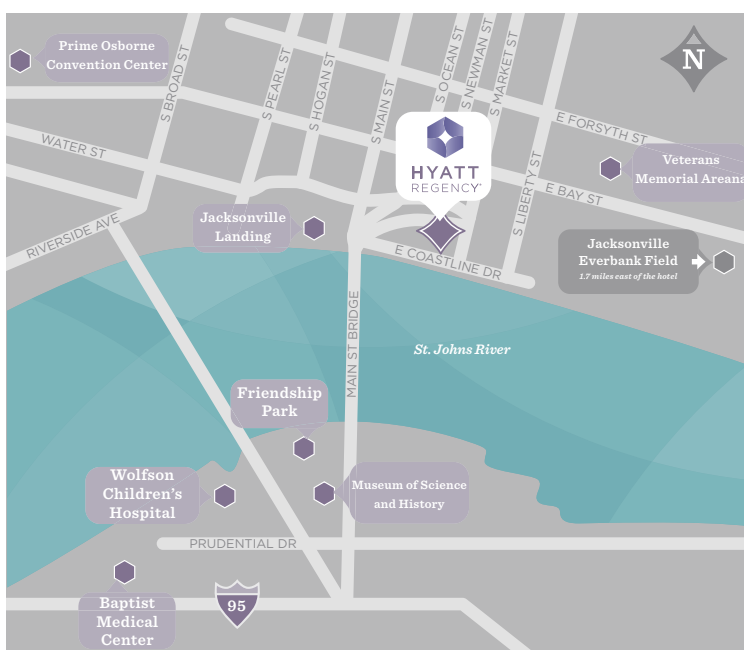 Prime Osborne
Convention Center
S BROAD ST
S PEARL ST
S HOGAN ST
S MAIN ST
S OCEAN ST
S NEWMAN ST
S MARKET ST
N
E FORSYTH ST
WATER ST
HYATT
REGENCY
Veterans
Memorial Areana
E BAY ST
S LIBERTY ST
RIVERSIDE AVE
Jacksonville
Landing
E COASTLINE DR
Jacksonville
Everbank Field
1.7 miles east of the hotel
MAIN ST BRIDGE
St. Johns River
Friendship
Park
Wolfson
Children's
Hospital
Museum of Science
and History
PRUDENTIAL DR
Baptist
Medical
Center
95